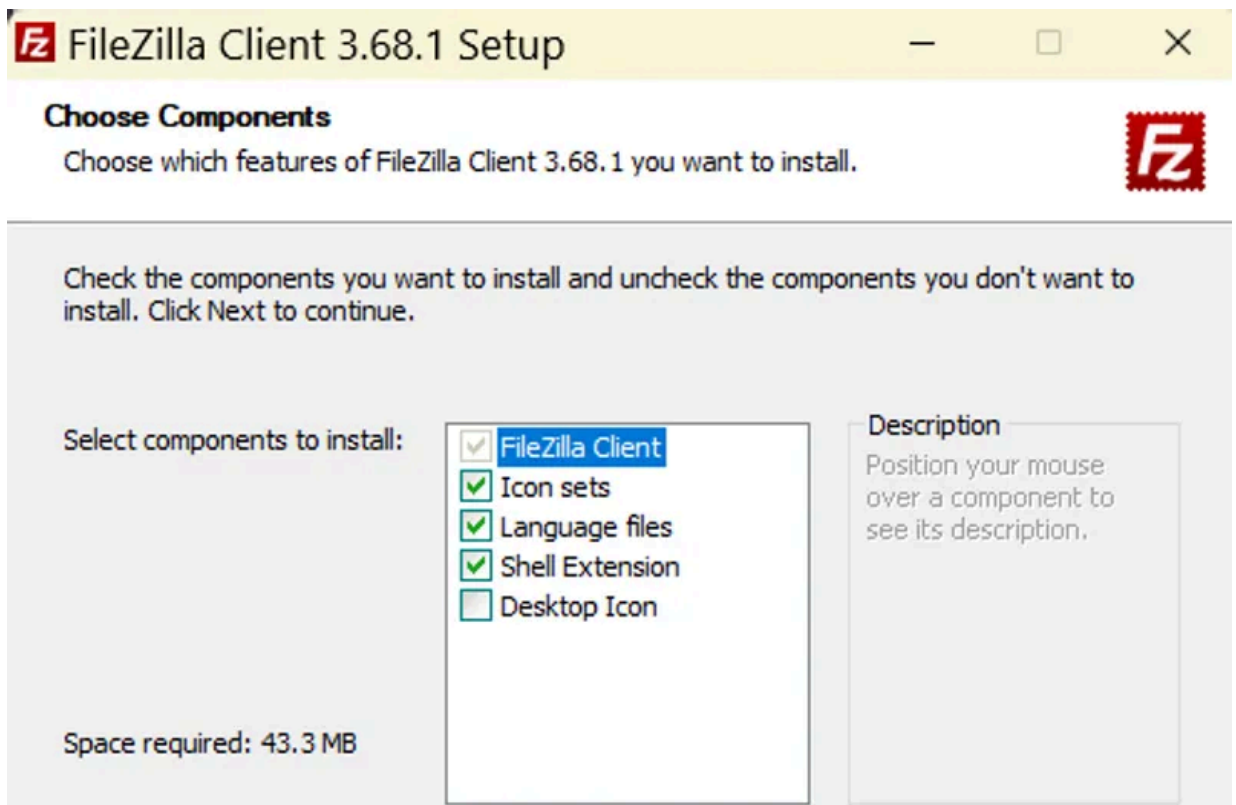 FileZilla Client 3.68.1 Setup
Choose Components
Choose which features of FileZilla Client 3.68.1 you want to install.
Fz
Check the components you want to install and uncheck the components you don't want to
install. Click Next to continue.
Select components to install:
FileZilla Client
Icon sets
Language files
Shell Extension
Desktop Icon
Description
Position your mouse
over a component to
see its description.
Space required: 43.3 MB